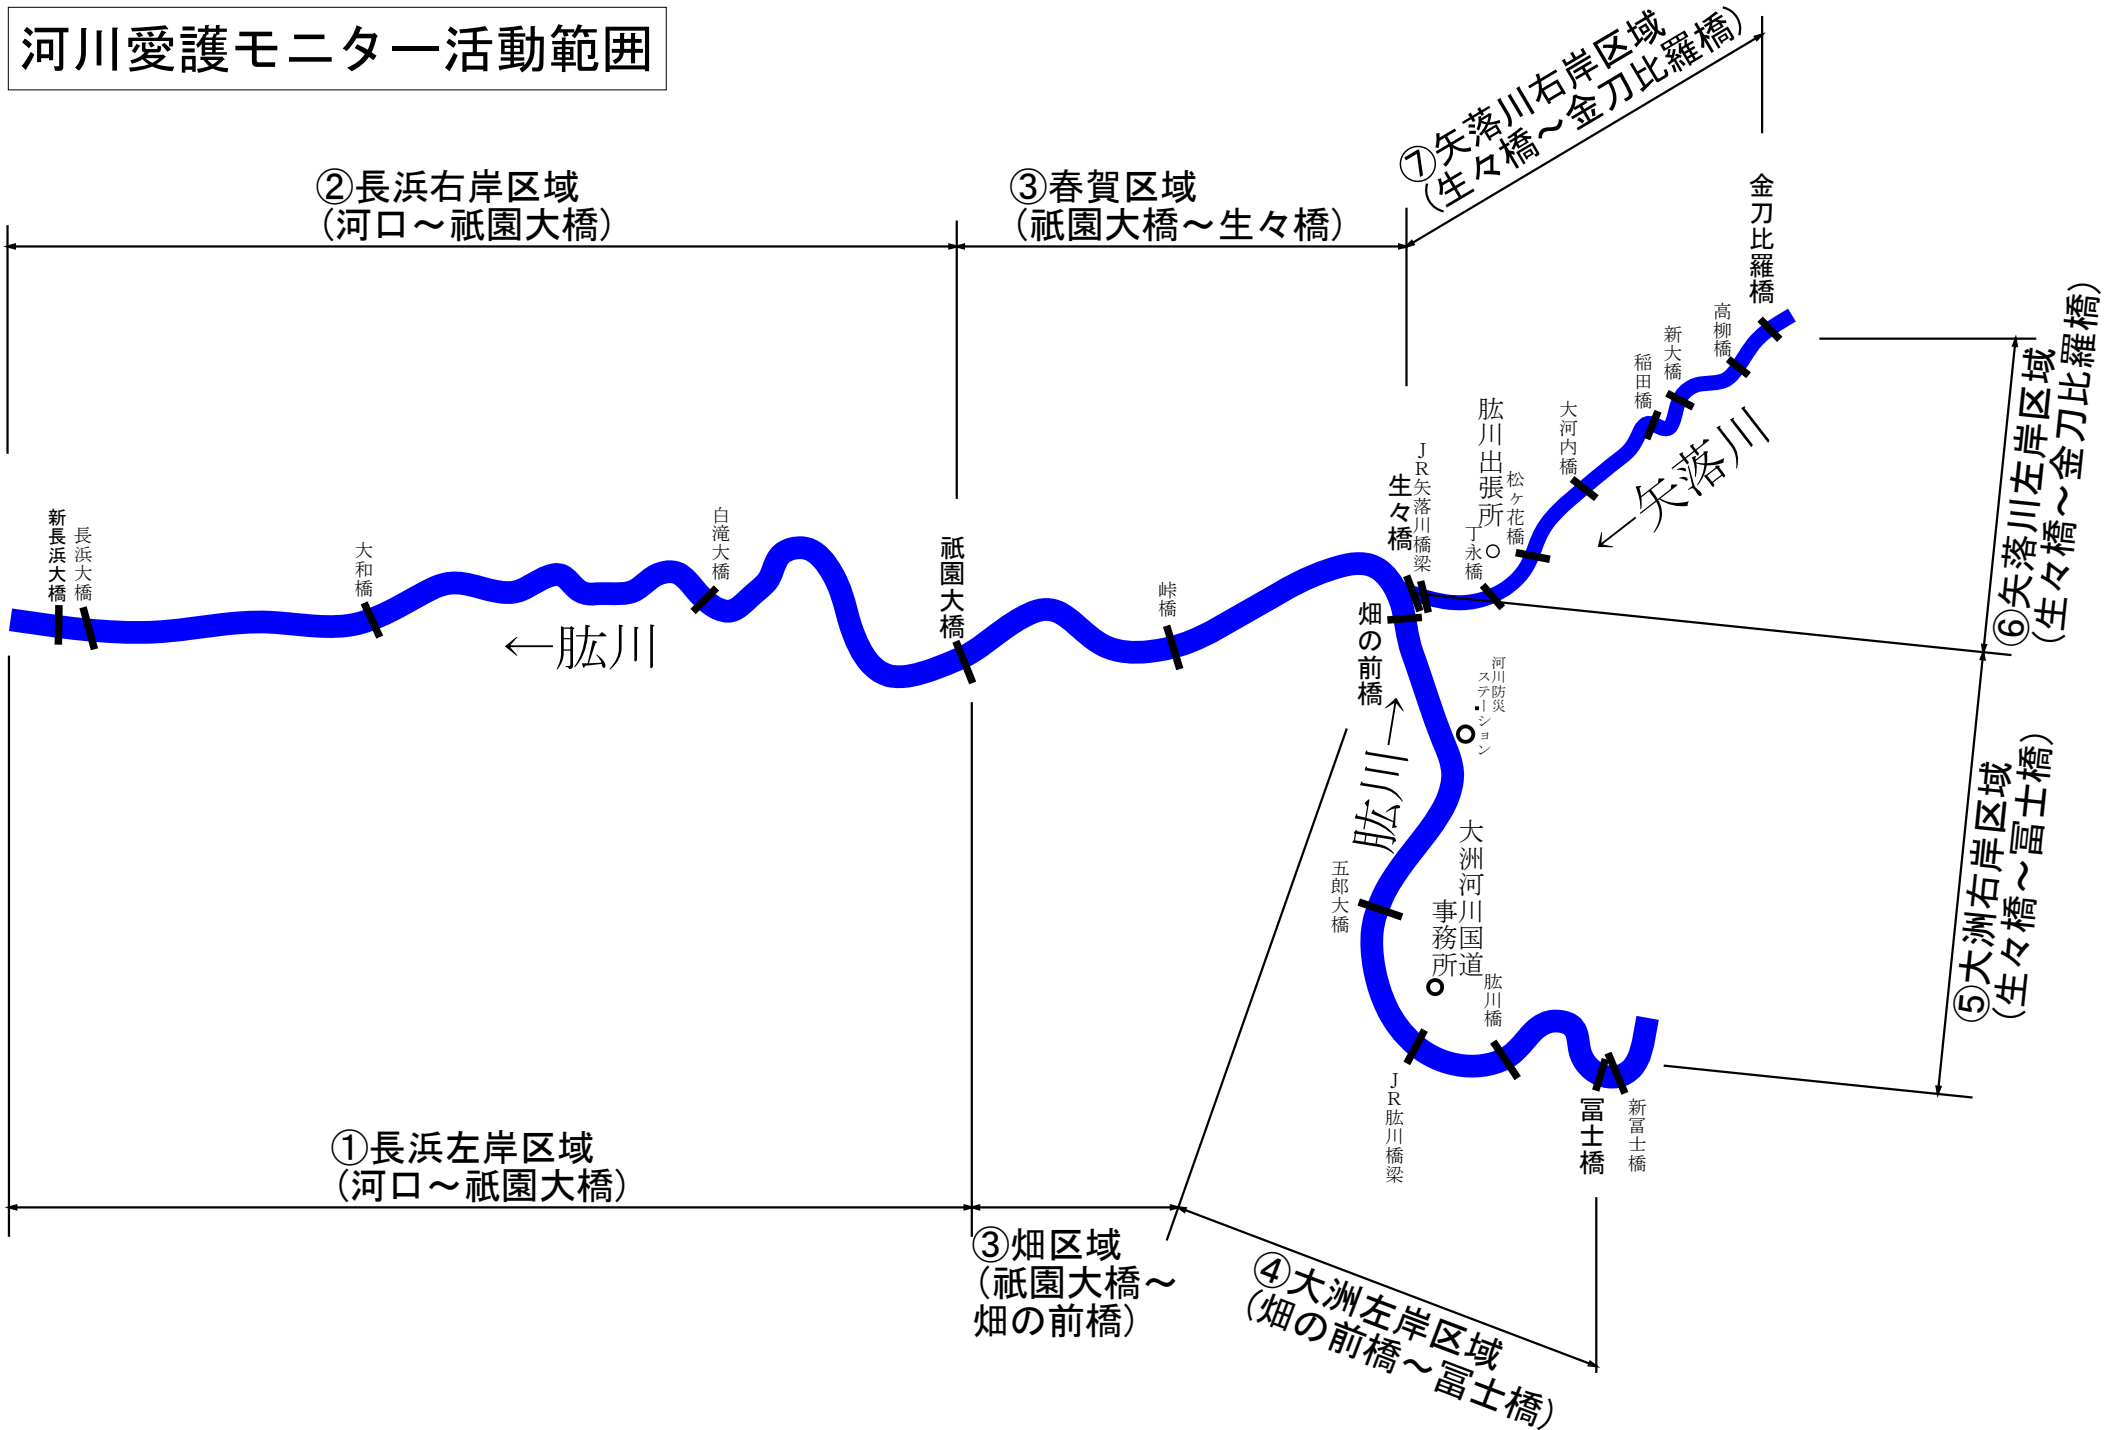 河川愛護モニター活動範囲
②長浜右岸区域
（河口～祇園大橋）
③春賀区域
（祇園大橋～生々橋）
⑦矢落川右岸区域
（生々橋～金刀比羅橋）
金刀比羅橋
高柳橋
新大橋
稲田橋
大河内橋
松ヶ花橋
肱川出張所
丁永橋
JR矢落川橋梁
生々橋
←矢落川
⑥矢落川左岸区域
（生々橋～金刀比羅橋）
新長浜大橋
長浜大橋
大和橋
白滝大橋
祇園大橋
峠橋
畑の前橋
←肱川
河川防災
ステーション
肱川→
⑤大洲右岸区域
（生々橋～冨士橋）
五郎大橋
大洲河川国道
事務所
肱川橋
JR肱川橋梁
冨士橋
新冨士橋
①長浜左岸区域
（河口～祇園大橋）
③畑区域
（祇園大橋～
畑の前橋）
④大洲左岸区域
（畑の前橋～冨士橋）